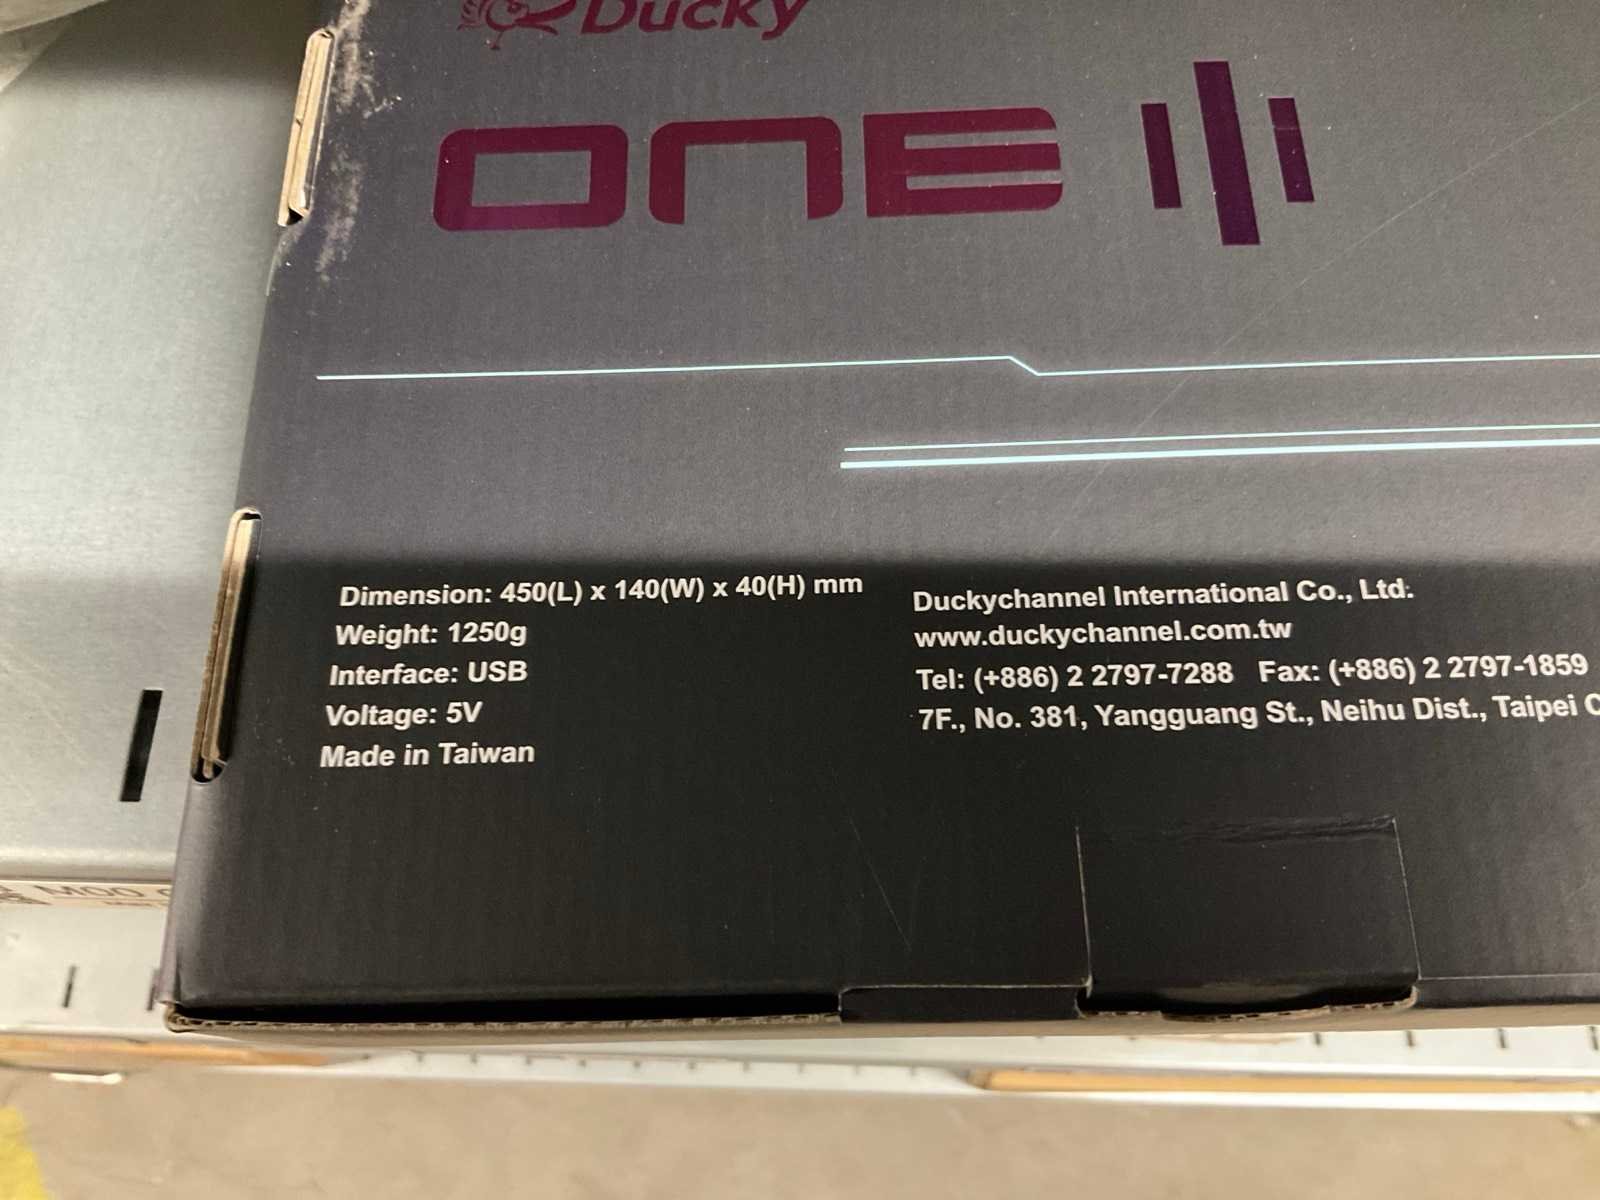 Ducky
ONE
Dimension: 450(L) x 140(W) x 40(H) mm
Weight: 1250g
Interface: USB
Voltage: 5V
Made in Taiwan
Duckychannel International Co., Ltd.
www.duckychannel.com.tw
Tel: (+886) 2 2797-7288 Fax: (+886) 2 2797-1859
7F., No. 381, Yangguang St., Neihu Dist., Taipei C